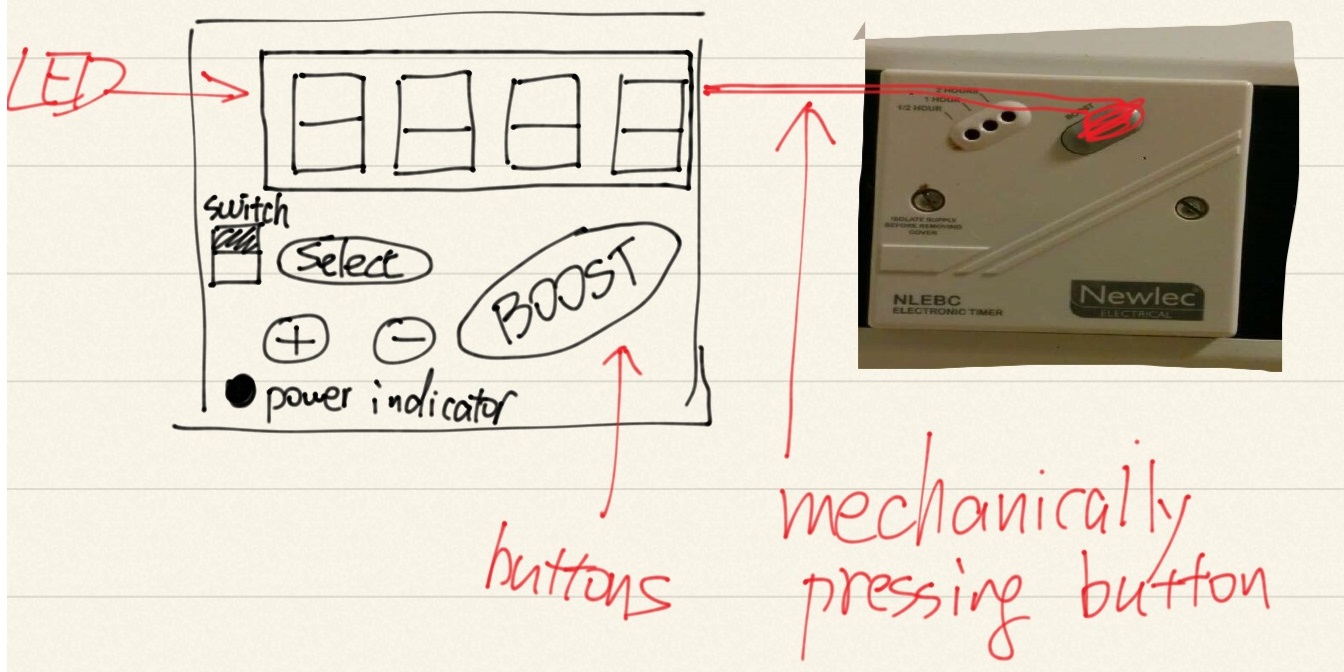 LED
switch
Select
BOOST
+
-
power indicator
buttons
mechanically
pressing button
2 HOURS
1 HOUR
1/2 HOUR
BOOST
ISOLATE SUPPLY
BEFORE REMOVING
COVER
NLEBC
ELECTRONIC TIMER
Newlec
ELECTRICAL